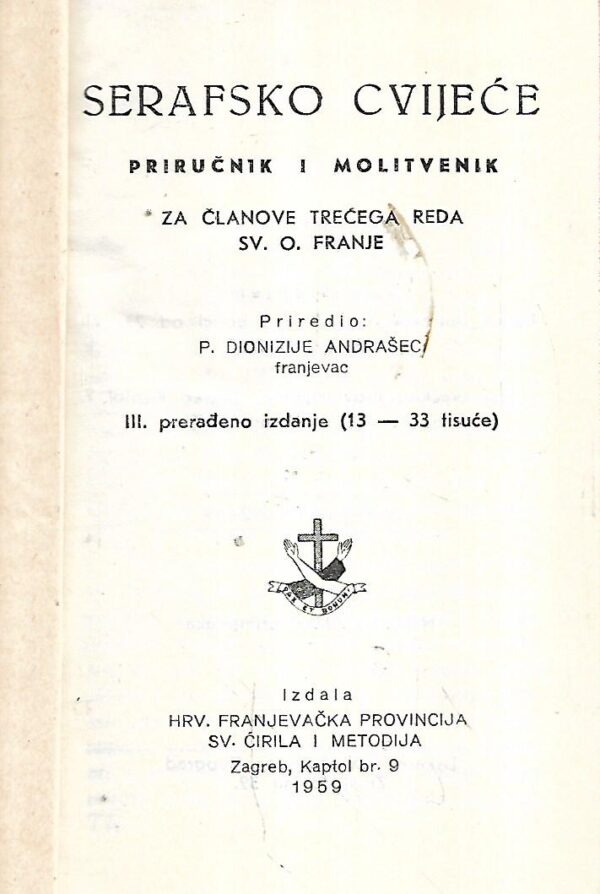 SERAFSKO CVIJEĆE
PRIRUČNIK I MOLITVENIK
ZA ČLANOVE TREĆEGA REDA
SV. O. FRANJE
Priredio:
P. DIONIZIJE ANDRAŠEC
franjevac
III. prerađeno izdanje (13 — 33 tisuće)
PAX ET BONUM
Izdala
HRV. FRANJEVAČKA PROVINCIJA
SV. ĆIRILA I METODIJA
Zagreb, Kaptol br. 9
1959